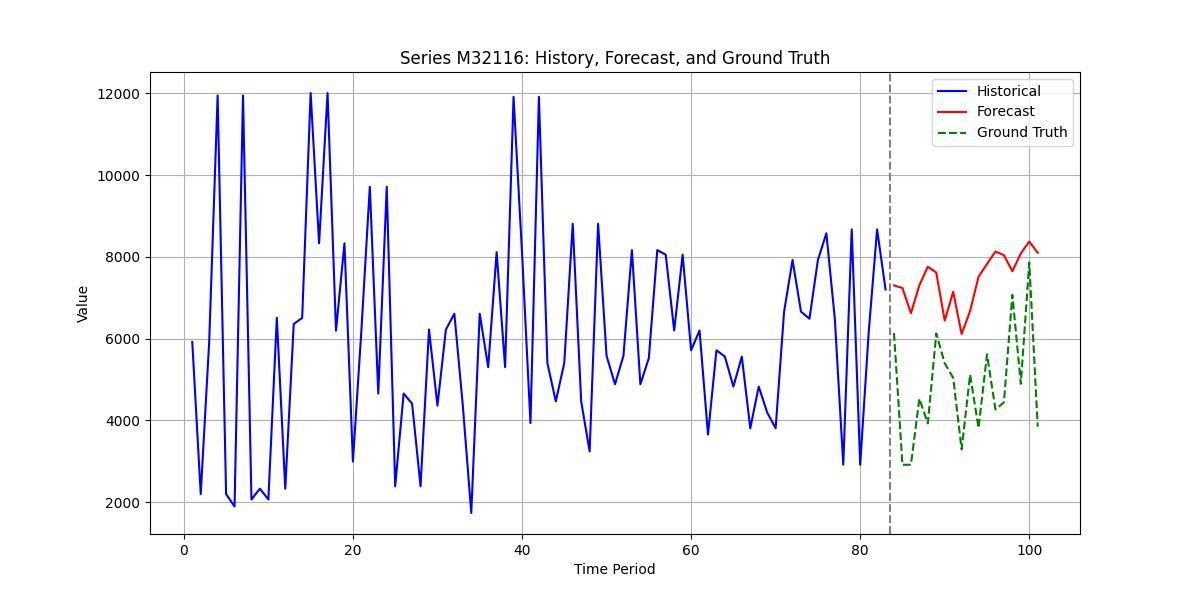 Series M32116: History, Forecast, and Ground Truth
12000
10000
8000
6000
4000
2000
Value
0
20
40
60
80
100
Time Period
Historical
Forecast
Ground Truth